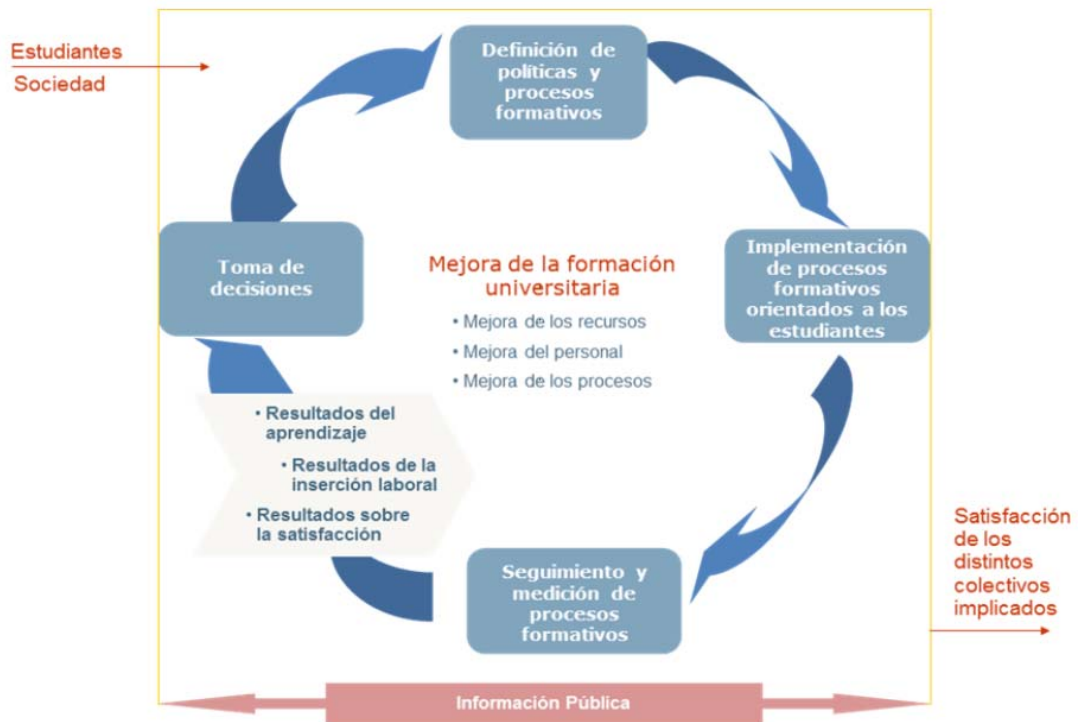 Estudiantes
Sociedad
Definición de
políticas y
procesos
formativos
Toma de
decisiones
Mejora de la formación
universitaria
• Mejora de los recursos
• Mejora del personal
• Mejora de los procesos
Implementación
de procesos
formativos
orientados a los
estudiantes
• Resultados del
aprendizaje
• Resultados de la
inserción laboral
• Resultados sobre
la satisfacción
Seguimiento y
medición de
procesos
formativos
Satisfacción
de los
distintos
colectivos
implicados
Información Pública